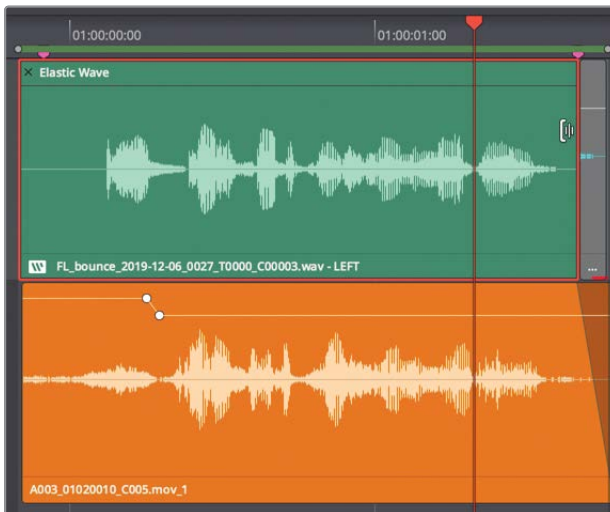 01:00:00:00 01:00:01:00
× Elastic Wave
FL_bounce_2019-12-06_0027_T0000_C00003.wav - LEFT ...
A003_01020010_C005.mov_1